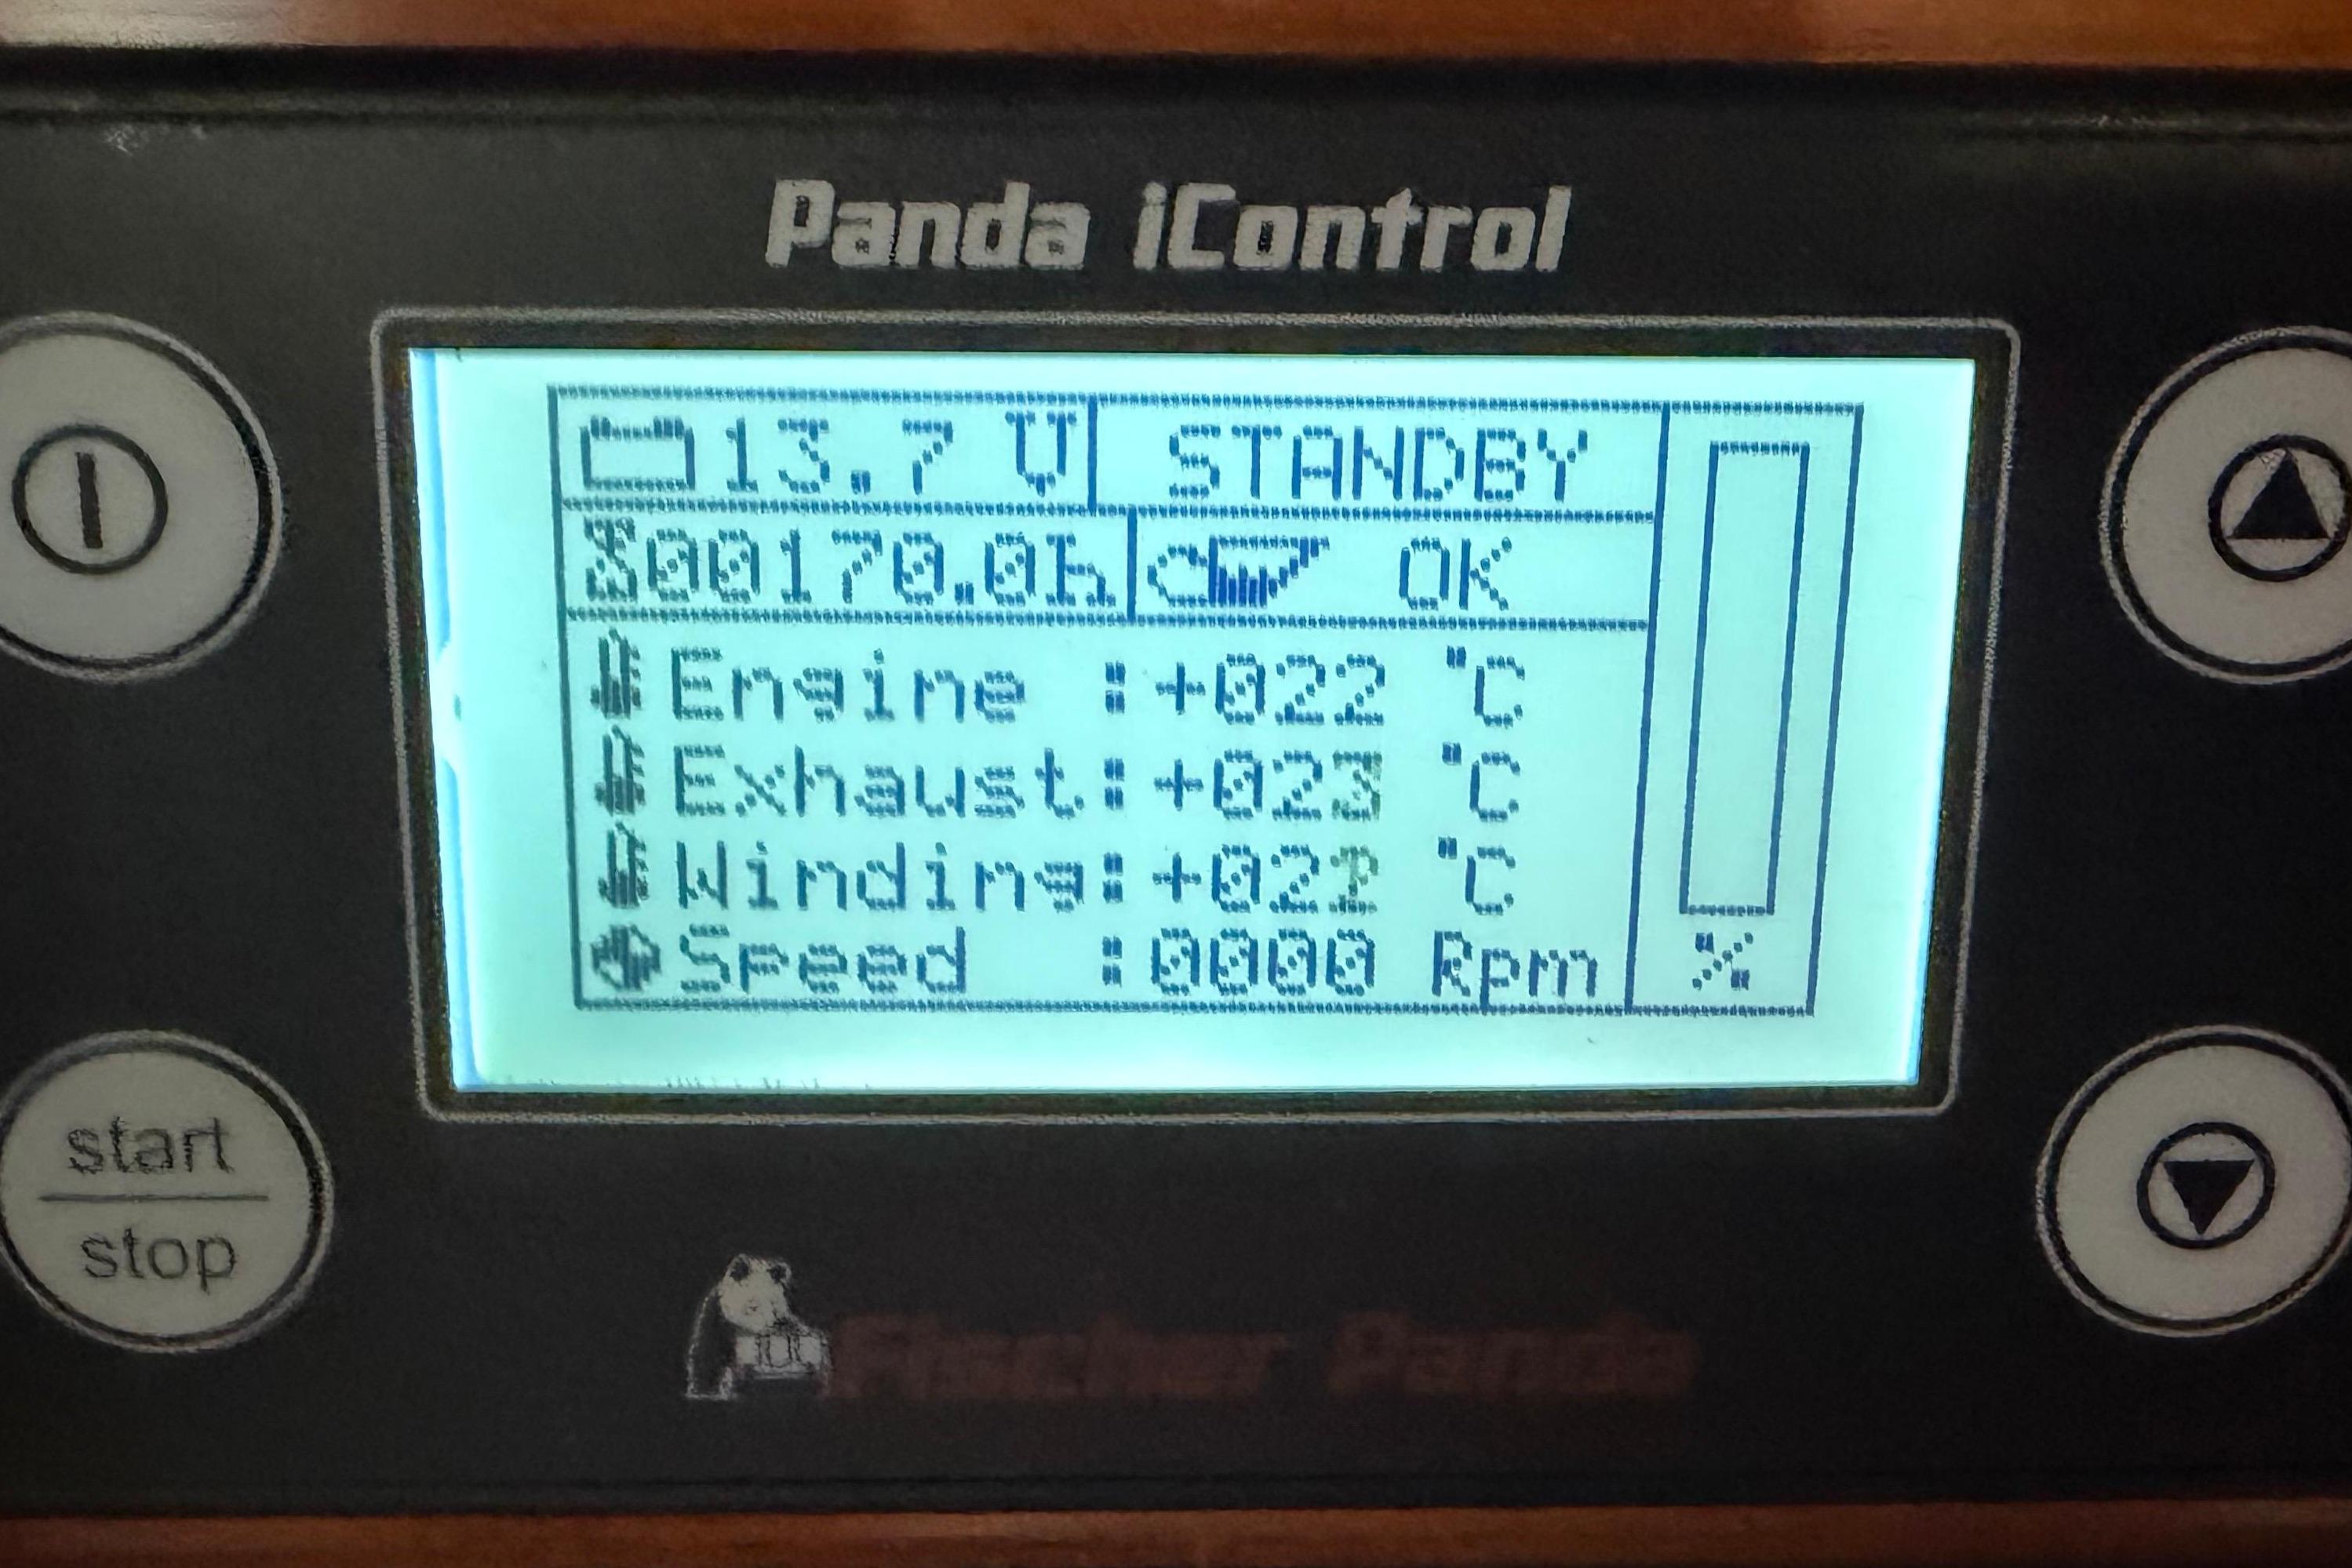 Panda iControl
13.7 V STANDBY
00170.0h OK
Engine :+022 °C
Exhaust:+023 °C
Winding: °C
Speed :0000 Rpm %
start
stop
Fischer Panda